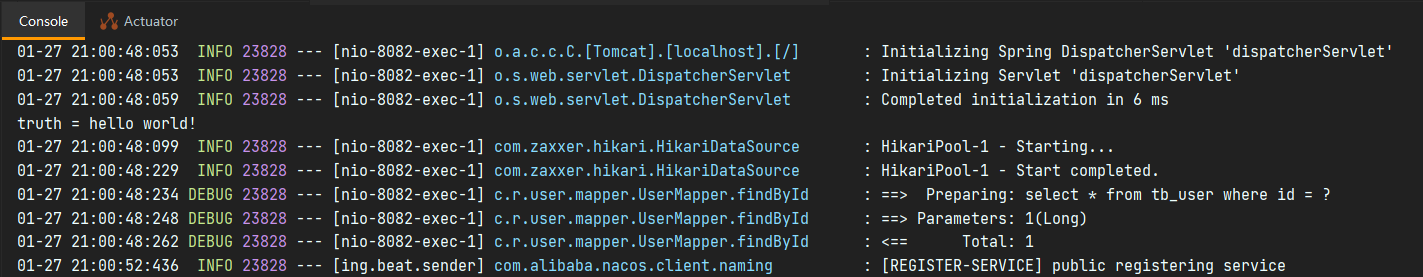 Console Actuator
01-27 21:00:48:053  INFO 23828 --- [nio-8082-exec-1] o.a.c.c.C.[Tomcat].[localhost].[/]       : Initializing Spring DispatcherServlet 'dispatcherServlet'
01-27 21:00:48:053  INFO 23828 --- [nio-8082-exec-1] o.s.web.servlet.DispatcherServlet        : Initializing Servlet 'dispatcherServlet'
01-27 21:00:48:059  INFO 23828 --- [nio-8082-exec-1] o.s.web.servlet.DispatcherServlet        : Completed initialization in 6 ms
truth = hello world!
01-27 21:00:48:099  INFO 23828 --- [nio-8082-exec-1] com.zaxxer.hikari.HikariDataSource       : HikariPool-1 - Starting...
01-27 21:00:48:229  INFO 23828 --- [nio-8082-exec-1] com.zaxxer.hikari.HikariDataSource       : HikariPool-1 - Start completed.
01-27 21:00:48:234 DEBUG 23828 --- [nio-8082-exec-1] c.r.user.mapper.UserMapper.findById      : ==>  Preparing: select * from tb_user where id = ?
01-27 21:00:48:248 DEBUG 23828 --- [nio-8082-exec-1] c.r.user.mapper.UserMapper.findById      : ==> Parameters: 1(Long)
01-27 21:00:48:262 DEBUG 23828 --- [nio-8082-exec-1] c.r.user.mapper.UserMapper.findById      : <==      Total: 1
01-27 21:00:52:436  INFO 23828 --- [ing.beat.sender] com.alibaba.nacos.client.naming          : [REGISTER-SERVICE] public registering service